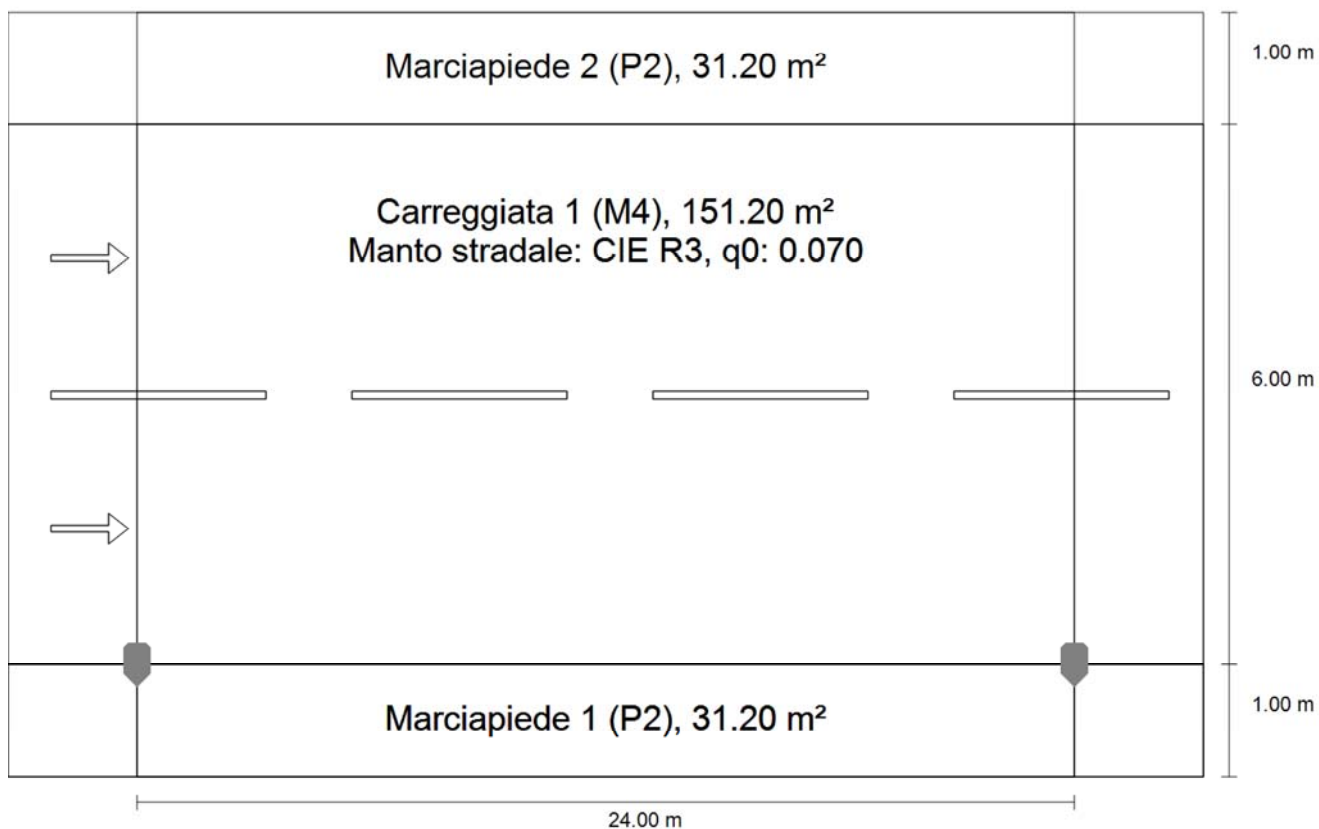 Marciapiede 2 (P2), 31.20 m²
1.00 m
Carreggiata 1 (M4), 151.20 m²
Manto stradale: CIE R3, q0: 0.070
6.00 m
Marciapiede 1 (P2), 31.20 m²
1.00 m
24.00 m